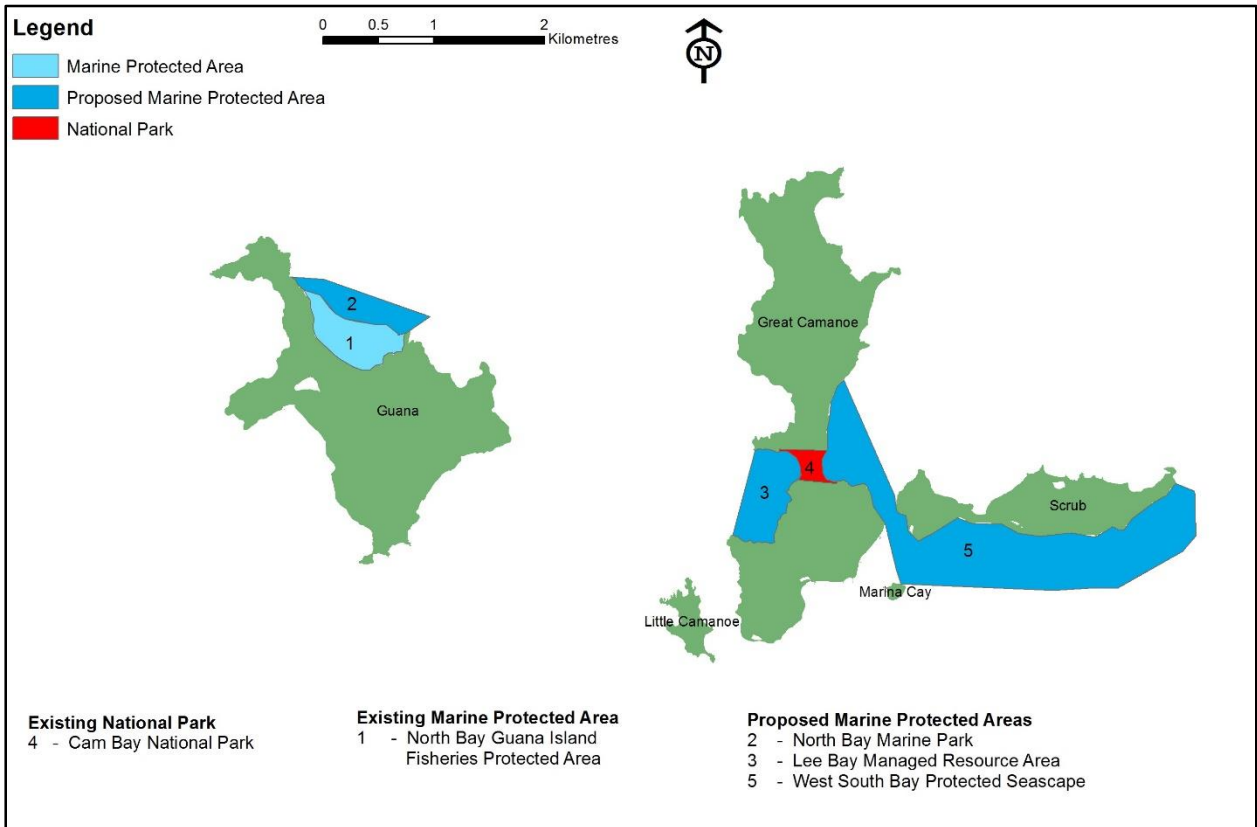 Legend
0 0.5 1 2
Kilometres
Marine Protected Area
Proposed Marine Protected Area
National Park
N
2
1
Guana
Great Camanoe
4
3
Scrub
5
Marina Cay
Little Camanoe
Existing National Park
4 - Cam Bay National Park
Existing Marine Protected Area
1 - North Bay Guana Island
Fisheries Protected Area
Proposed Marine Protected Areas
2 - North Bay Marine Park
3 - Lee Bay Managed Resource Area
5 - West South Bay Protected Seascape